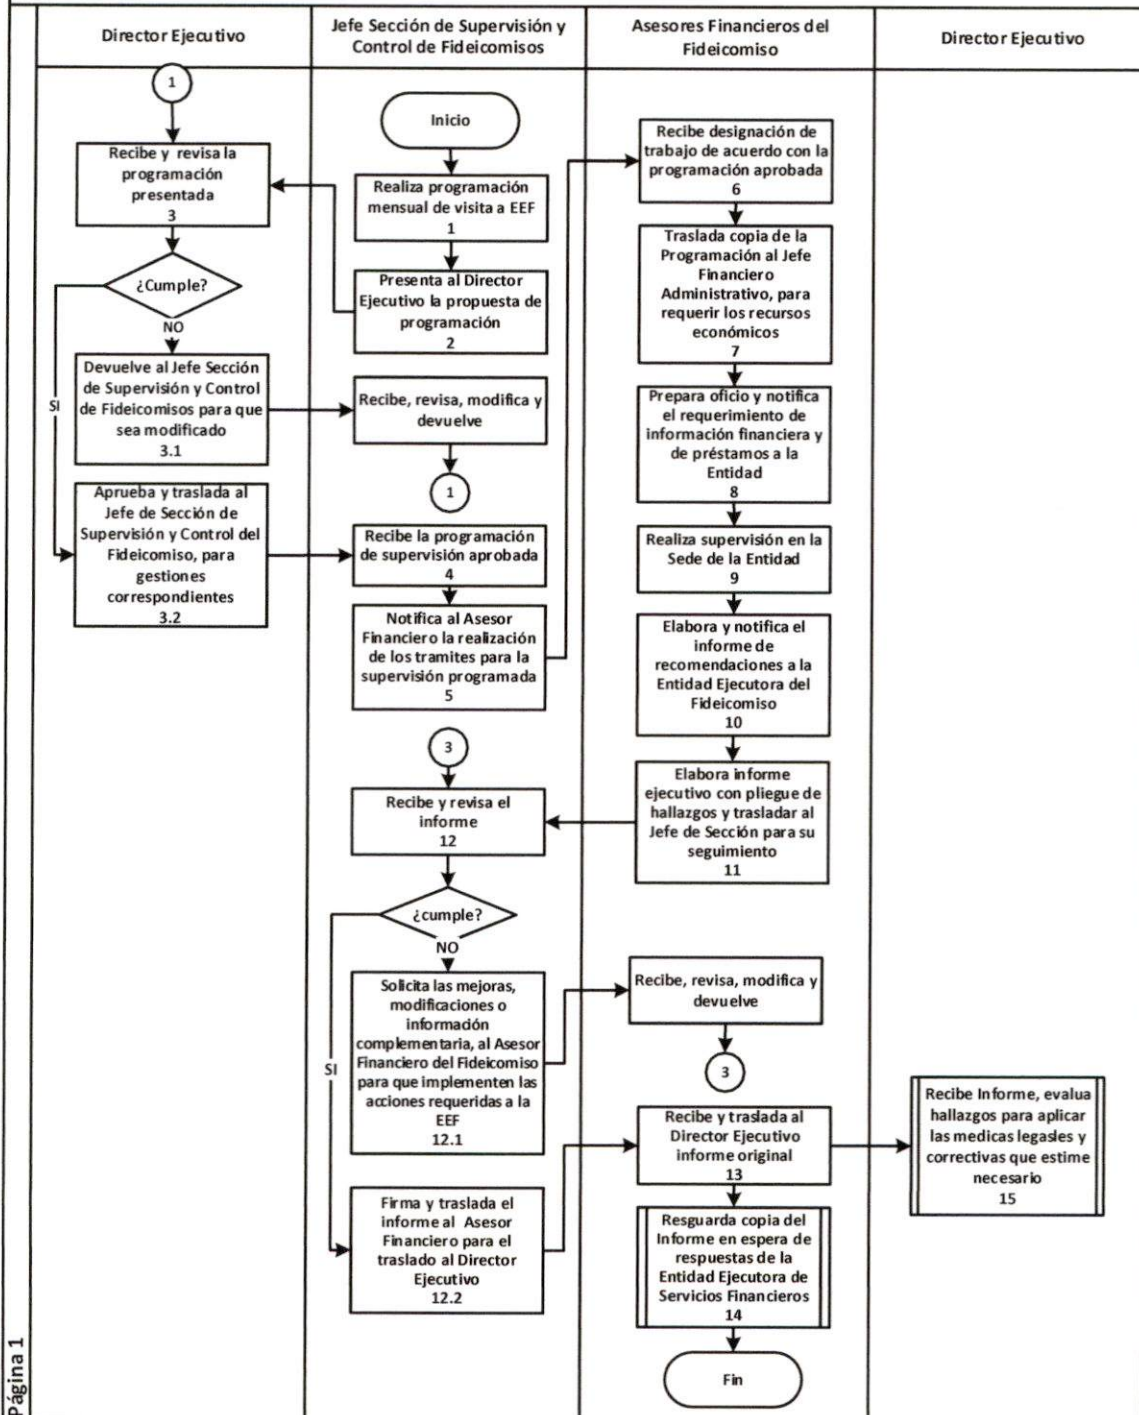 Director Ejecutivo
Jefe Sección de Supervisión y
Control de Fideicomisos
Asesores Financieros del
Fideicomiso
Director Ejecutivo
1
Recibe y revisa la
programación
presentada
3
¿Cumple?
NO
SI
Devuelve al Jefe Sección
de Supervisión y Control
de Fideicomisos para que
sea modificado
3.1
Aprueba y traslada al
Jefe de Sección de
Supervisión y Control del
Fideicomiso, para
gestiones
correspondientes
3.2
Inicio
Realiza programación
mensual de visita a EEF
1
Presenta al Director
Ejecutivo la propuesta de
programación
2
Recibe, revisa, modifica y
devuelve
1
Recibe la programación
de supervisión aprobada
4
Notifica al Asesor
Financiero la realización
de los tramites para la
supervisión programada
5
3
Recibe y revisa el
informe
12
¿cumple?
NO
SI
Solicita las mejoras,
modificaciones o
información
complementaria, al Asesor
Financiero del Fideicomiso
para que implementen las
acciones requeridas a la
EEF
12.1
Firma y traslada el
informe al Asesor
Financiero para el
traslado al Director
Ejecutivo
12.2
Recibe designación de
trabajo de acuerdo con la
programación aprobada
6
Traslada copia de la
Programación al Jefe
Financiero
Administrativo, para
requerir los recursos
económicos
7
Prepara oficio y notifica
el requerimiento de
información financiera y
de préstamos a la
Entidad
8
Realiza supervisión en la
Sede de la Entidad
9
Elabora y notifica el
informe de
recomendaciones a la
Entidad Ejecutora del
Fideicomiso
10
Elabora informe
ejecutivo con pliegue de
hallazgos y trasladar al
Jefe de Sección para su
seguimiento
11
Recibe, revisa, modifica y
devuelve
3
Recibe y traslada al
Director Ejecutivo
informe original
13
Resguarda copia del
Informe en espera de
respuestas de la
Entidad Ejecutora de
Servicios Financieros
14
Fin
Recibe Informe, evalua
hallazgos para aplicar
las medicas legasles y
correctivas que estime
necesario
15
Página 1